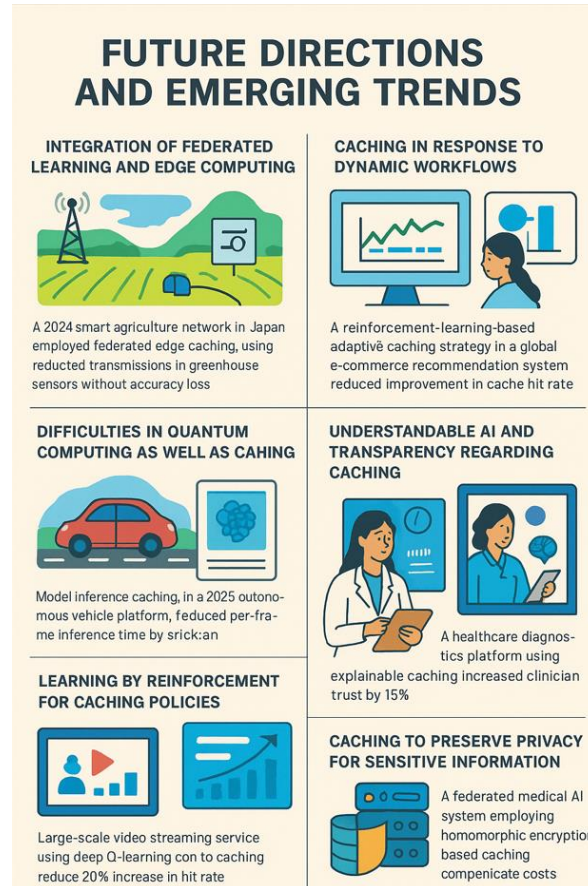 FUTURE DIRECTIONS
AND EMERGING TRENDS
INTEGRATION OF FEDERATED
LEARNING AND EDGE COMPUTING
A 2024 smart agriculture network in Japan
employed federated edge caching, using
reducted transmissions in greenhouse
sensors without accuracy loss
CACHING IN RESPONSE TO
DYNAMIC WORKFLOWS
A reinforcement-learning-based
adaptivē caching strategy in a global
e-commerce recommendation system
reduced improvement in cache hit rate
DIFFICULTIES IN QUANTUM
COMPUTING AS WELL AS CAHING
Model inference caching, in a 2025 outono-
mous vehicle platform, feduced per-fra-
me inference time by srick:an
UNDERSTANDABLE AI AND
TRANSPARENCY REGARDING
CACHING
A healthcare diagnos-
tics platform using
explainable caching increased clinician
trust by 15%
LEARNING BY REINFORCEMENT
FOR CACHING POLICIES
Large-scale video streaming service
using deep Q-learning con to caching
reduce 20% increase in hit rate
CACHING TO PRESERVE PRIVACY
FOR SENSITIVE INFORMATION
A federated medical AI
system employing
homomorphic encryption
based caching
compenicate costs